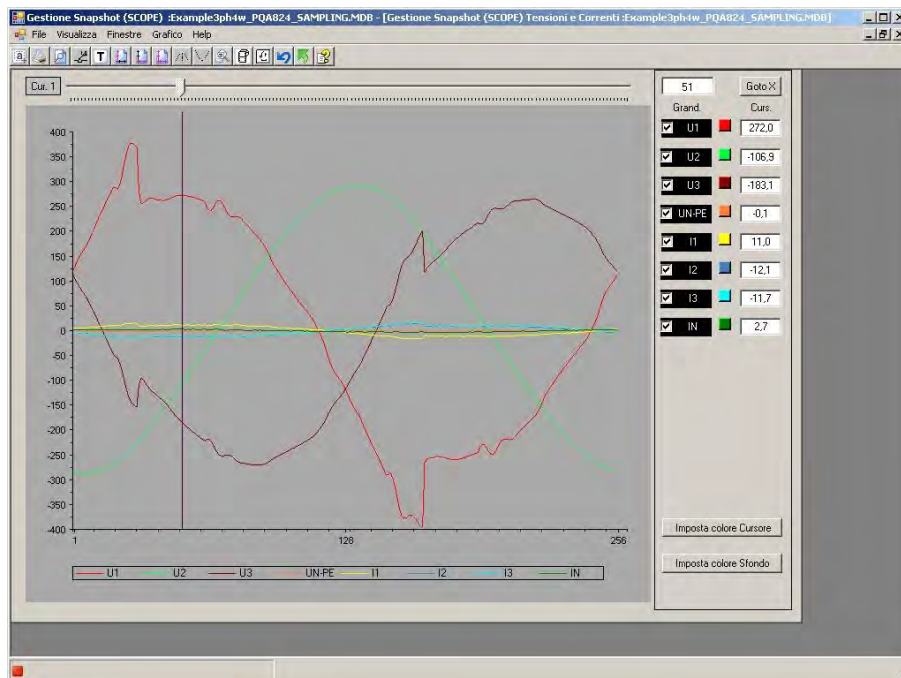 Gestione Snapshot (SCOPE) :Example3ph4w_PQA824_SAMPLING.MDB - [Gestione Snapshot (SCOPE) Tensioni e Correnti :Example3ph4w_PQA824_SAMPLING.MDB]
File Visualizza Finestre Grafico Help
Cur. 1
51 Goto X
Grand. Curs.
U1 272,0
U2 -106,9
U3 -183,1
UN-PE -0,1
I1 11,0
I2 -12,1
I3 -11,7
IN 2,7
400
350
300
250
200
150
100
50
0
-50
-100
-150
-200
-250
-300
-350
-400
1 128 256
U1 U2 U3 UN-PE I1 I2 I3 IN
Imposta colore Cursore
Imposta colore Sfondo